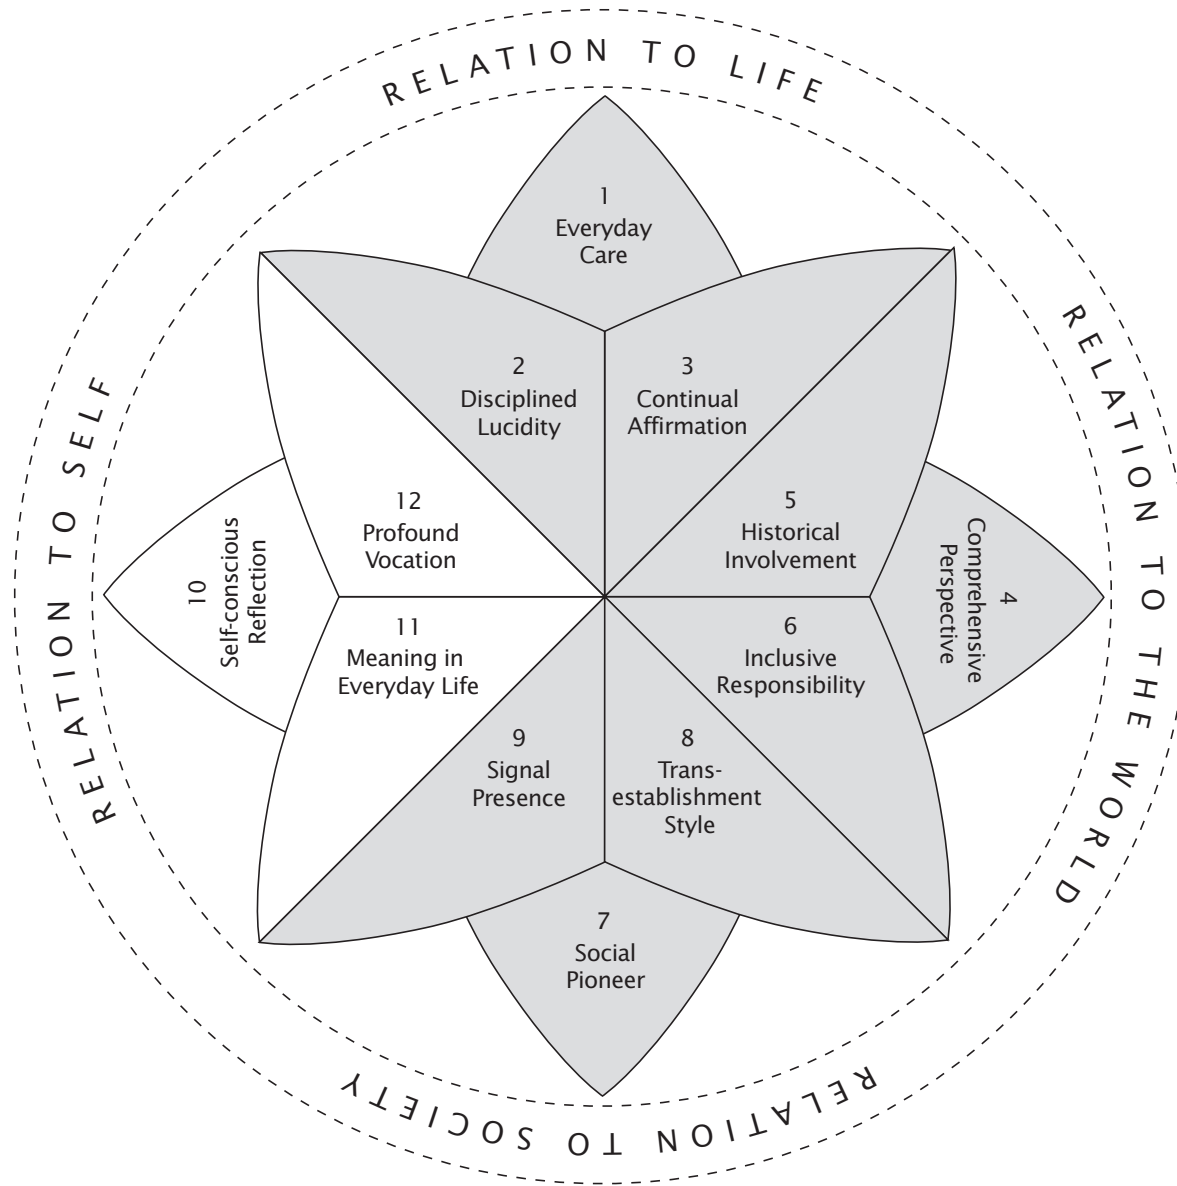 RELATION TO LIFE
1
Everyday
Care
2
Disciplined
Lucidity
3
Continual
Affirmation
RELATION TO THE WORLD
4
Comprehensive
Perspective
5
Historical
Involvement
6
Inclusive
Responsibility
RELATION TO SOCIETY
7
Social
Pioneer
8
Trans-
establishment
Style
9
Signal
Presence
RELATION TO SELF
10
Self-conscious
Reflection
11
Meaning in
Everyday Life
12
Profound
Vocation